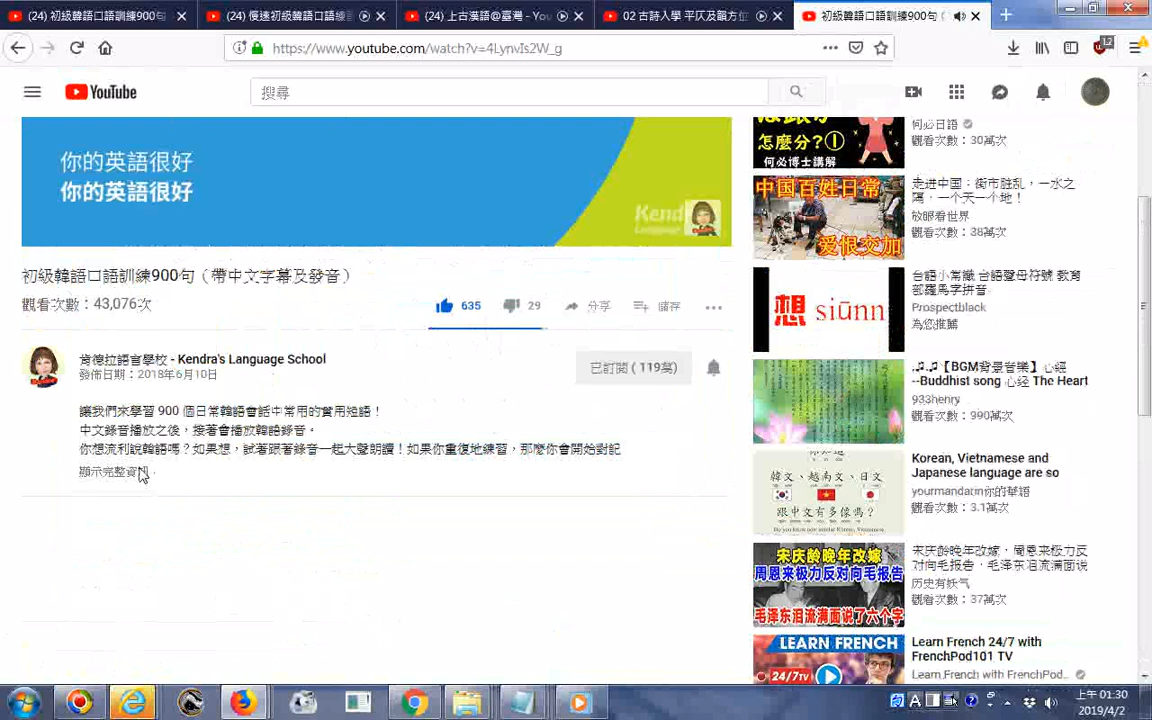 (24) 初級韓語口語訓練900句
(24) 慢速初級韓語口語練
(24) 上古漢語@臺灣 - You
02 古詩入學 平仄及韻方位
初級韓語口語訓練900句 (
https://www.youtube.com/watch?v=4LynvIs2W_g
12
YouTube
搜尋
你的英語很好
你的英語很好
Kend
初級韓語口語訓練900句（帶中文字幕及發音）
觀看次數：43,076次
635
29
分享
儲存
肯德拉語言學校 - Kendra's Language School
發佈日期：2018年6月10日
已訂閱 ( 119萬)
讓我們來學習 900 個日常韓語會話中常用的實用短語！
中文錄音播放之後，接著會播放韓語錄音。
你想流利說韓語嗎？如果想，試著跟著錄音一起大聲朗讀！如果你重復地練習，那麼你會開始對記
顯示完整資訊
怎麼分?①
何必博士講解
何必日語
觀看次數：30萬次
中国百姓日常
爱恨交加
走进中国：街市脏乱，一水之
隔，一个天一个地！
敬眼看世界
觀看次數：38萬次
想 siūnn
台語小常識 台語聲母符號 教育
部羅馬字拼音
Prospectblack
為您推薦
♫♫【BGM背景音樂】心經
--Buddhist song 心经 The Heart
933henry
觀看次數：990萬次
韓文、越南文、日文
跟中文有多像嗎？
Korean, Vietnamese and
Japanese language are so
yourmandarin你的華語
觀看次數：3.1萬次
宋庆龄晚年改嫁
周恩来极力反对向毛报告
毛泽东泪流满面说了六个字
宋庆龄晚年改嫁，周恩来极力反
对向毛报告，毛泽东泪流满面说
历史有妖气
觀看次數：37萬次
LEARN FRENCH
24/7 TV
Learn French 24/7 with
FrenchPod101 TV
Learn French with FrenchPod...
A
上午 01:30
2019/4/2